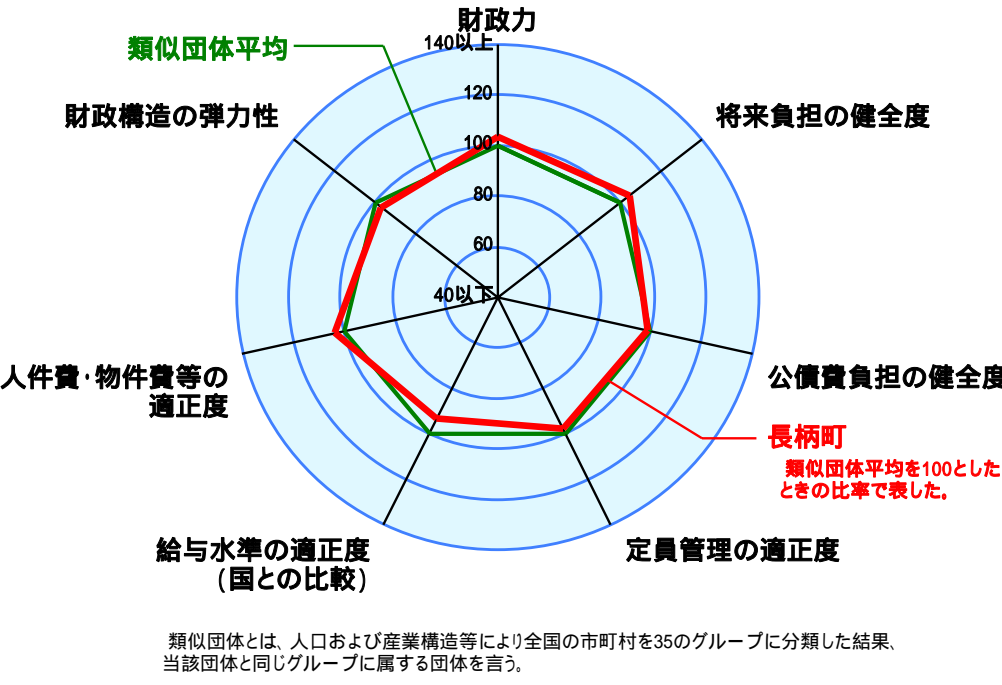 財政力
140以上
類似団体平均
120
財政構造の弾力性
将来負担の健全度
100
80
60
40以下
人件費・物件費等の
適正度
公債費負担の健全度
長柄町
類似団体平均を100とした
ときの比率で表した。
給与水準の適正度
(国との比較)
定員管理の適正度
類似団体とは、人口および産業構造等により全国の市町村を35のグループに分類した結果、
当該団体と同じグループに属する団体を言う。